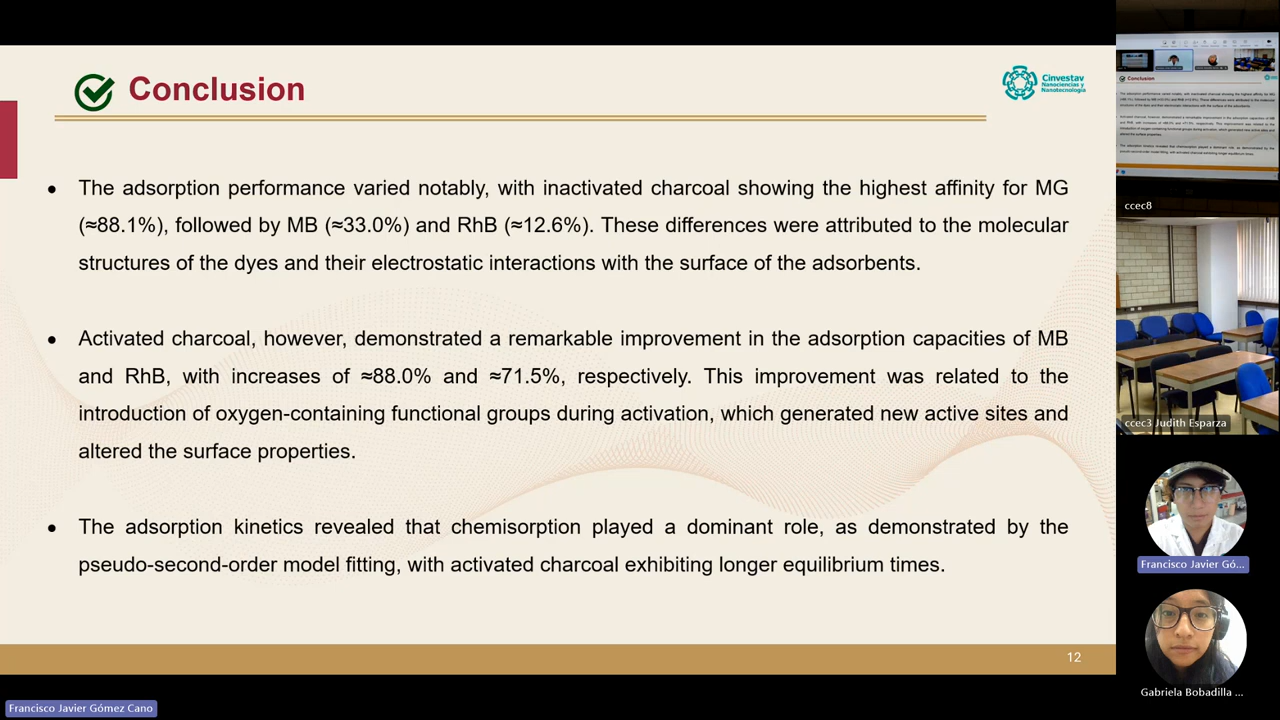 Conclusion
Cinvestav
Nanociencias y
Nanotecnología
● The adsorption performance varied notably, with inactivated charcoal showing the highest affinity for MG
(≈88.1%), followed by MB (≈33.0%) and RhB (≈12.6%). These differences were attributed to the molecular
structures of the dyes and their electrostatic interactions with the surface of the adsorbents.
● Activated charcoal, however, demonstrated a remarkable improvement in the adsorption capacities of MB
and RhB, with increases of ≈88.0% and ≈71.5%, respectively. This improvement was related to the
introduction of oxygen-containing functional groups during activation, which generated new active sites and
altered the surface properties.
● The adsorption kinetics revealed that chemisorption played a dominant role, as demonstrated by the
pseudo-second-order model fitting, with activated charcoal exhibiting longer equilibrium times.
12
Francisco Javier Gómez Cano
Conclusion
ccec8
ccec3 Judith Esparza
Francisco Javier Gó...
Gabriela Bobadilla ...